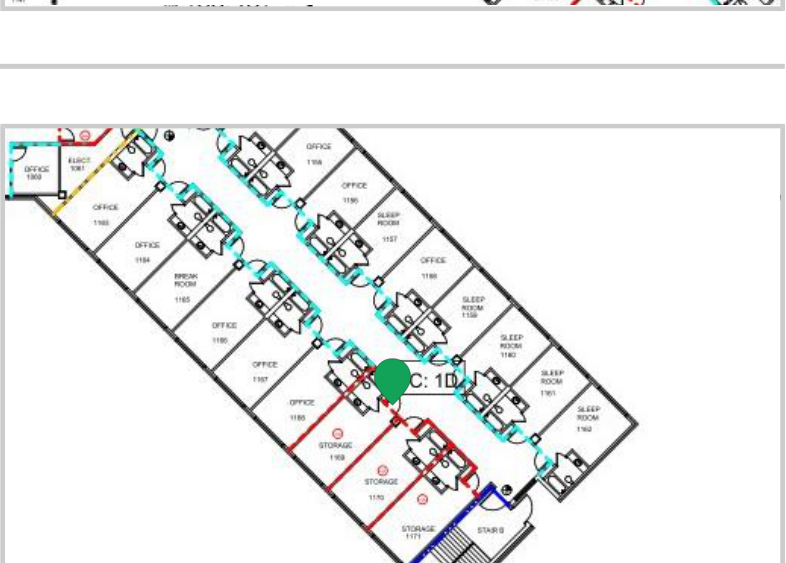 OFFICE
1155
OFFICE
1156
SLEEP
ROOM
1157
OFFICE
1158
SLEEP
ROOM
1159
SLEEP
ROOM
1160
SLEEP
ROOM
1161
SLEEP
ROOM
1162
ELECT.
1061
OFFICE
OFFICE
1163
OFFICE
1164
BREAK
ROOM
1165
OFFICE
1166
OFFICE
1167
OFFICE
1168
C: 1D
STORAGE
1169
STORAGE
1170
STORAGE
1171
STAIR B